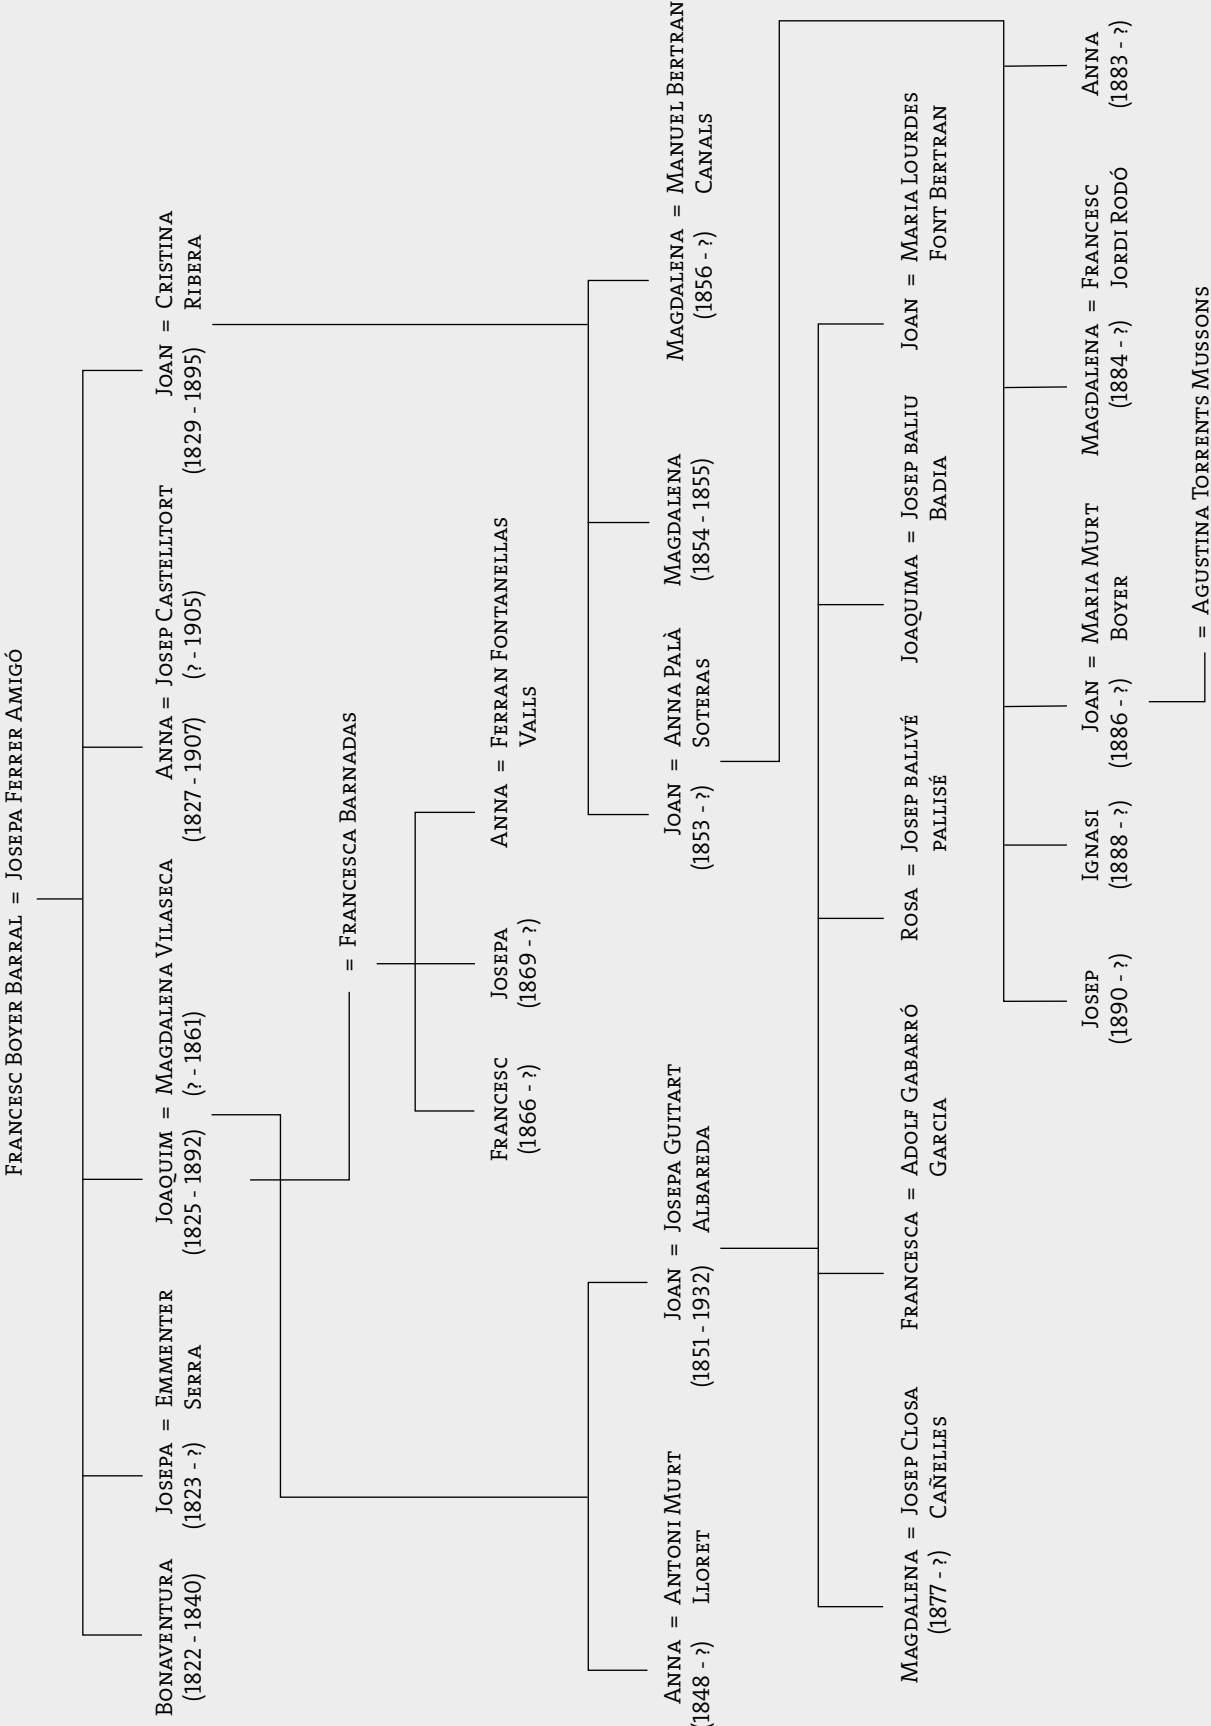 FRANCESC BOYER BARRAL = JOSEPA FERRER AMIGÓ
BONAVENTURA
(1822 - 1840)
JOSEPA = EMMENTER
(1823 - ?) SERRA
JOAQUIM = MAGDALENA VILASECA
(1825 - 1892) (? - 1861)
ANNA = JOSEP CASTELLTORT
(1827 - 1907) (? - 1905)
JOAN = CRISTINA
(1829 - 1895) RIBERA
= FRANCESCA BARNADAS
FRANCESC
(1866 - ?)
JOSEPA
(1869 - ?)
ANNA = FERRAN FONTANELLAS
VALLS
ANNA = ANTONI MURT
(1848 - ?) LLORET
JOAN = JOSEPA GUITART
(1851 - 1932) ALBAREDA
JOAN = ANNA PALÀ
(1853 - ?) SOTERAS
MAGDALENA
(1854 - 1855)
MAGDALENA = MANUEL BERTRAN
(1856 - ?) CANALS
MAGDALENA = JOSEP CLOSA
(1877 - ?) CAÑELLES
FRANCESCA = ADOLF GABARRÓ
GARCIA
ROSA = JOSEP BALLVÉ
PALLISÉ
JOAQUIMA = JOSEP BALIU
BADIA
JOAN = MARIA LOURDES
FONT BERTRAN
JOSEP
(1890 - ?)
IGNASI
(1888 - ?)
JOAN = MARIA MURT
(1886 - ?) BOYER
MAGDALENA = FRANCESC
(1884 - ?) JORDI RODÓ
ANNA
(1883 - ?)
= AGUSTINA TORRENTS MUSSONS